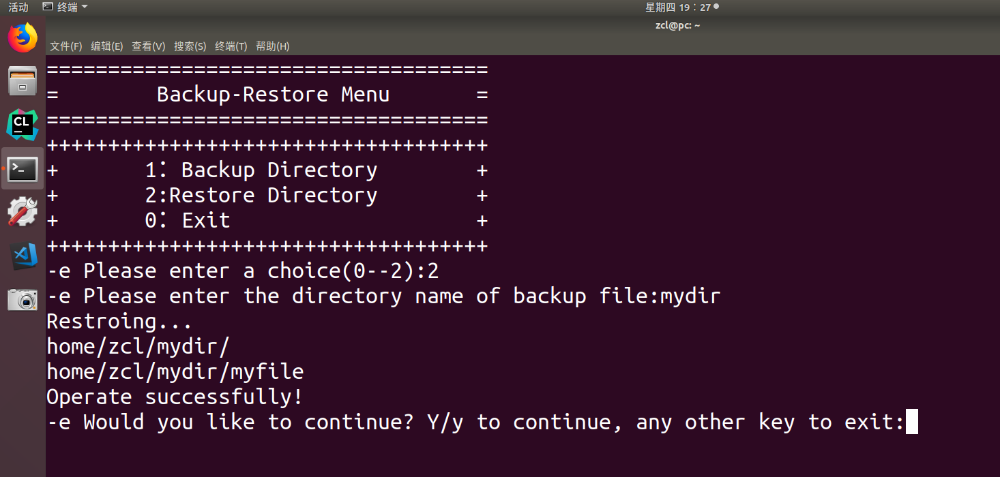 活动 终端 星期四 19：27
zcl@pc: ~
文件(F) 编辑(E) 查看(V) 搜索(S) 终端(T) 帮助(H)
====================================
= Backup-Restore Menu =
====================================
++++++++++++++++++++++++++++++++++++
+ 1: Backup Directory +
+ 2:Restore Directory +
+ 0: Exit +
++++++++++++++++++++++++++++++++++++
-e Please enter a choice(0--2):2
-e Please enter the directory name of backup file:mydir
Restroing...
home/zcl/mydir/
home/zcl/mydir/myfile
Operate successfully!
-e Would you like to continue? Y/y to continue, any other key to exit:
CL